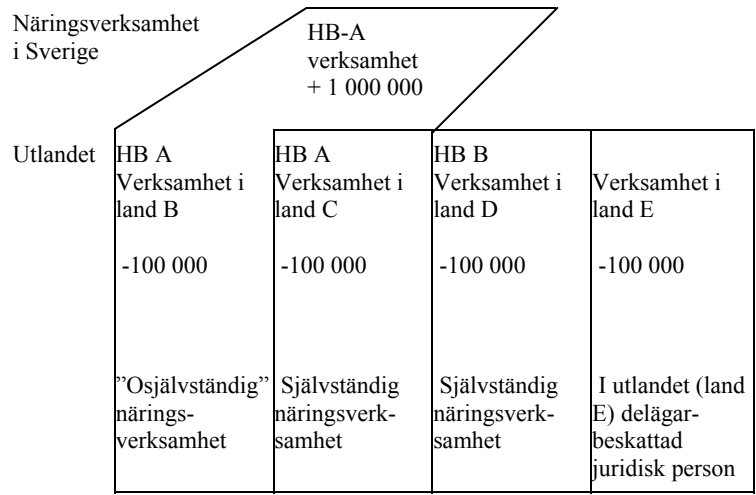 Näringsverksamhet
i Sverige
HB-A
verksamhet
+ 1 000 000
Utlandet
HB A
Verksamhet i
land B
-100 000
"Osjälvständig"
närings-
verksamhet
HB A
Verksamhet i
land C
-100 000
Självständig
näringsverk-
samhet
HB B
Verksamhet i
land D
-100 000
Självständig
näringsverk-
samhet
Verksamhet i
land E
-100 000
I utlandet (land
E) delägar-
beskattad
juridisk person